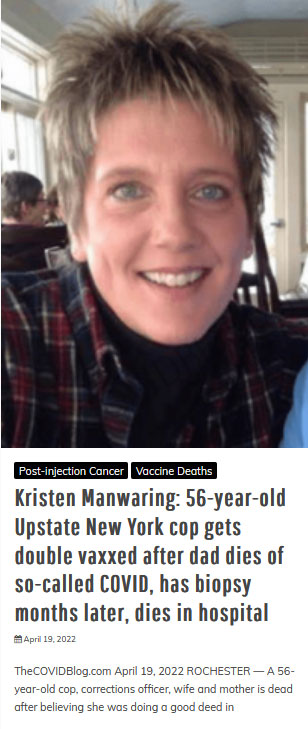 Post-injection Cancer Vaccine Deaths
Kristen Manwaring: 56-year-old
Upstate New York cop gets
double vaxxed after dad dies of
so-called COVID, has biopsy
months later, dies in hospital
April 19, 2022
TheCOVIDBlog.com April 19, 2022 ROCHESTER — A 56-
year-old cop, corrections officer, wife and mother is dead
after believing she was doing a good deed in